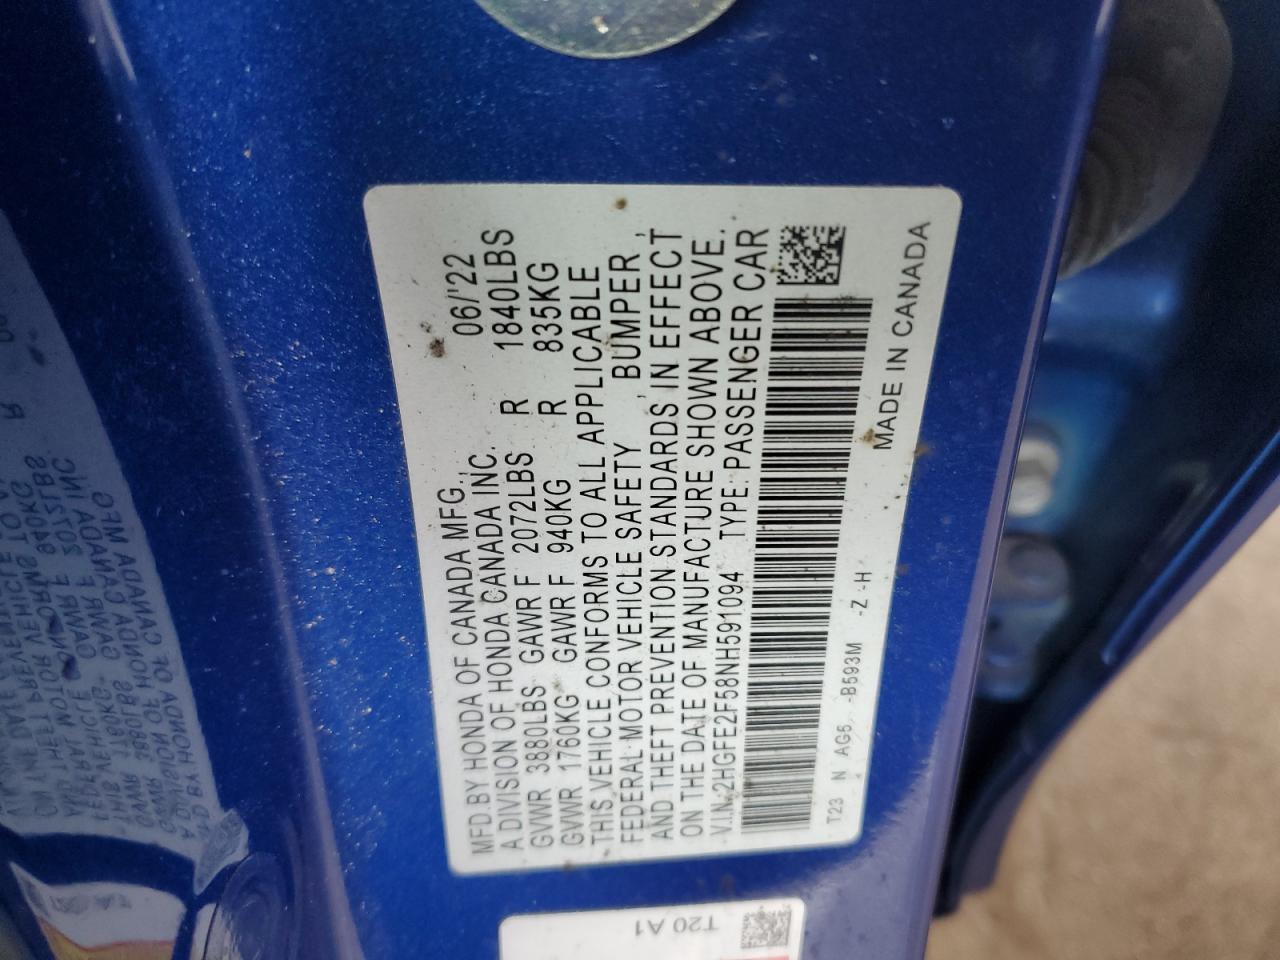 MFD. BY HONDA OF CANADA MFG., 06/'22
A DIVISION OF HONDA CANADA INC.
GVWR 3880LBS GAWR F 2072LBS R 1840LBS
GVWR 1760KG GAWR F 940KG R 835KG
THIS VEHICLE CONFORMS TO ALL APPLICABLE
FEDERAL MOTOR VEHICLE SAFETY , BUMPER ,
AND THEFT PREVENTION STANDARDS IN EFFECT
ON THE DATE OF MANUFACTURE SHOWN ABOVE.
V.I.N.:2HGFE2F58NH591094 TYPE: PASSENGER CAR
T23 N AG5 -B593M -Z -H
MADE IN CANADA
T20 A1